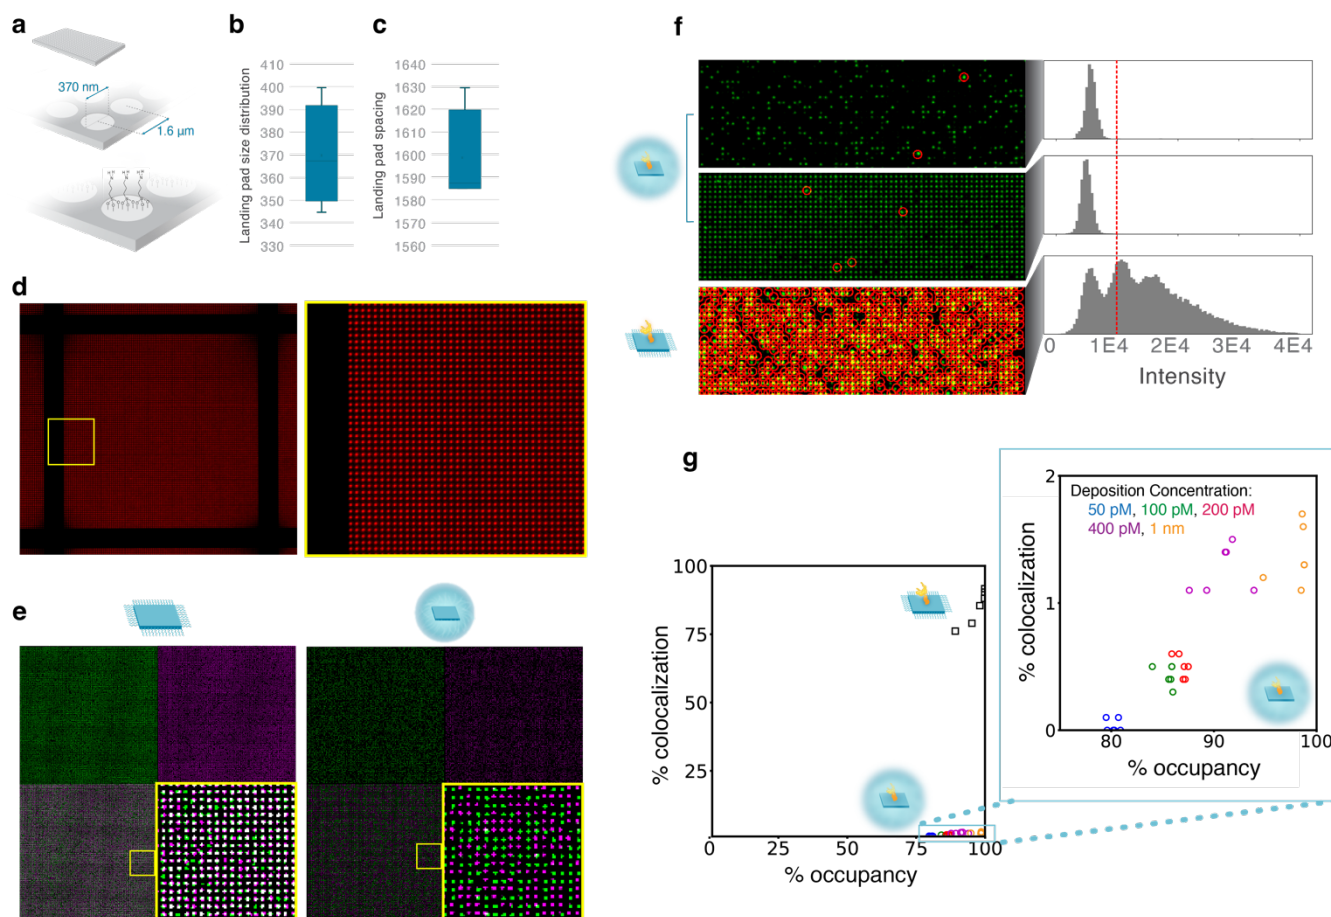 a
370 nm
1.6 µm
b
Landing pad size distribution
410
400
390
380
370
360
350
340
330
c
Landing pad spacing
1640
1630
1620
1610
1600
1590
1580
1570
1560
d
e
f
0
1E4
2E4
3E4
4E4
Intensity
g
% colocalization
100
75
50
25
0
25
50
75
100
% occupancy
Deposition Concentration:
50 pM, 100 pM, 200 pM
400 pM, 1 nm
% colocalization
2
1
0
80
90
100
% occupancy